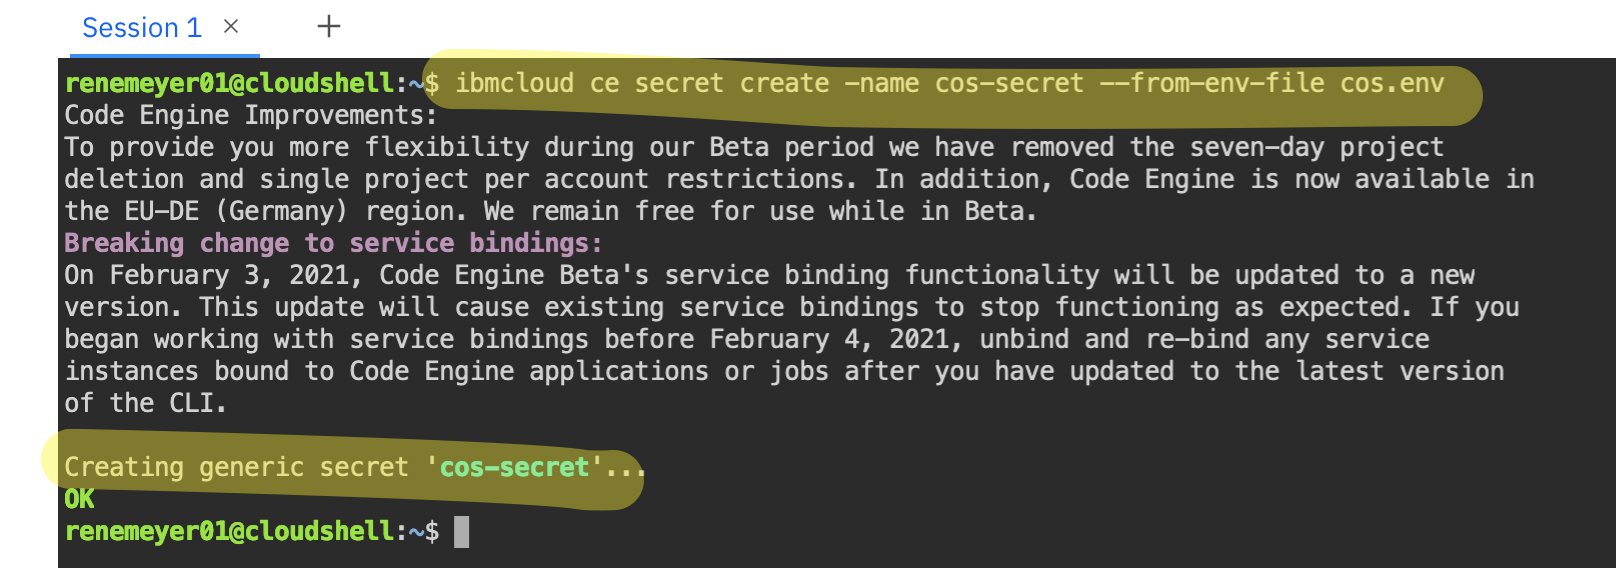 Session 1 ×  +
renemeyer01@cloudshell:~$ ibmcloud ce secret create -name cos-secret --from-env-file cos.env
Code Engine Improvements:
To provide you more flexibility during our Beta period we have removed the seven-day project
deletion and single project per account restrictions. In addition, Code Engine is now available in
the EU-DE (Germany) region. We remain free for use while in Beta.
Breaking change to service bindings:
On February 3, 2021, Code Engine Beta's service binding functionality will be updated to a new
version. This update will cause existing service bindings to stop functioning as expected. If you
began working with service bindings before February 4, 2021, unbind and re-bind any service
instances bound to Code Engine applications or jobs after you have updated to the latest version
of the CLI.
Creating generic secret 'cos-secret'...
OK
renemeyer01@cloudshell:~$